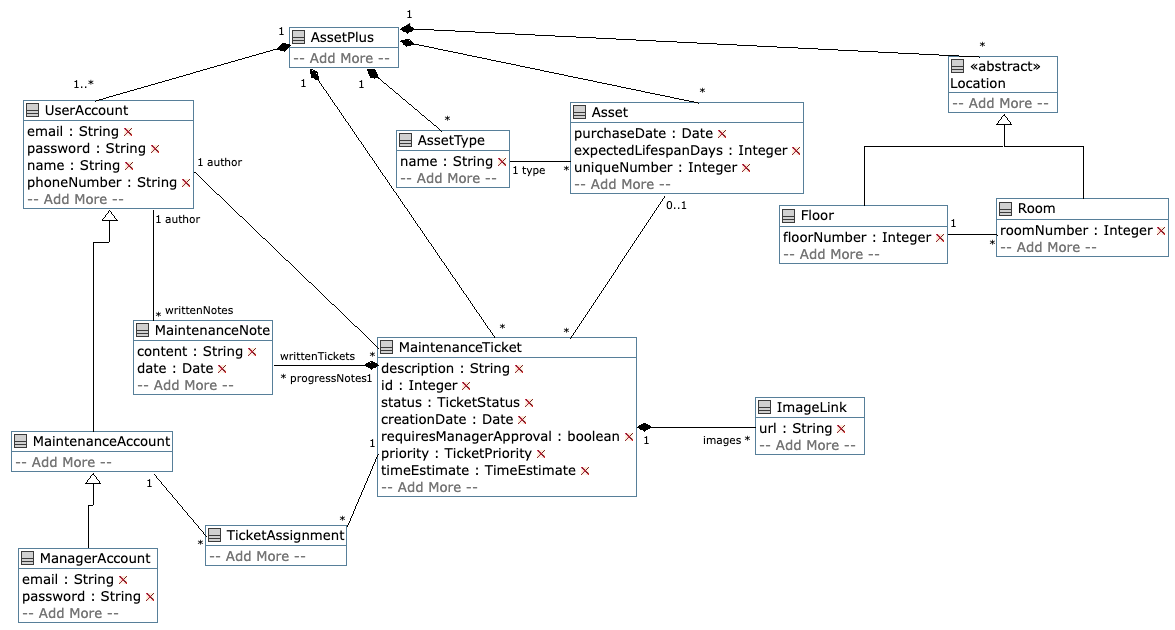 AssetPlus
-- Add More --
1
1
1
1
1..*
*
*
*
*
«abstract»
Location
-- Add More --
UserAccount
email : String
password : String
name : String
phoneNumber : String
-- Add More --
1 author
1 author
AssetType
name : String
-- Add More --
1 type
*
Asset
purchaseDate : Date
expectedLifespanDays : Integer
uniqueNumber : Integer
-- Add More --
0..1
*
Floor
floorNumber : Integer
-- Add More --
1
*
Room
roomNumber : Integer
-- Add More --
* writtenNotes
MaintenanceNote
content : String
date : Date
-- Add More --
writtenTickets *
* progressNotes 1
MaintenanceTicket
description : String
id : Integer
status : TicketStatus
creationDate : Date
requiresManagerApproval : boolean
priority : TicketPriority
timeEstimate : TimeEstimate
-- Add More --
1
images *
ImageLink
url : String
-- Add More --
MaintenanceAccount
-- Add More --
1
*
1
*
TicketAssignment
-- Add More --
ManagerAccount
email : String
password : String
-- Add More --